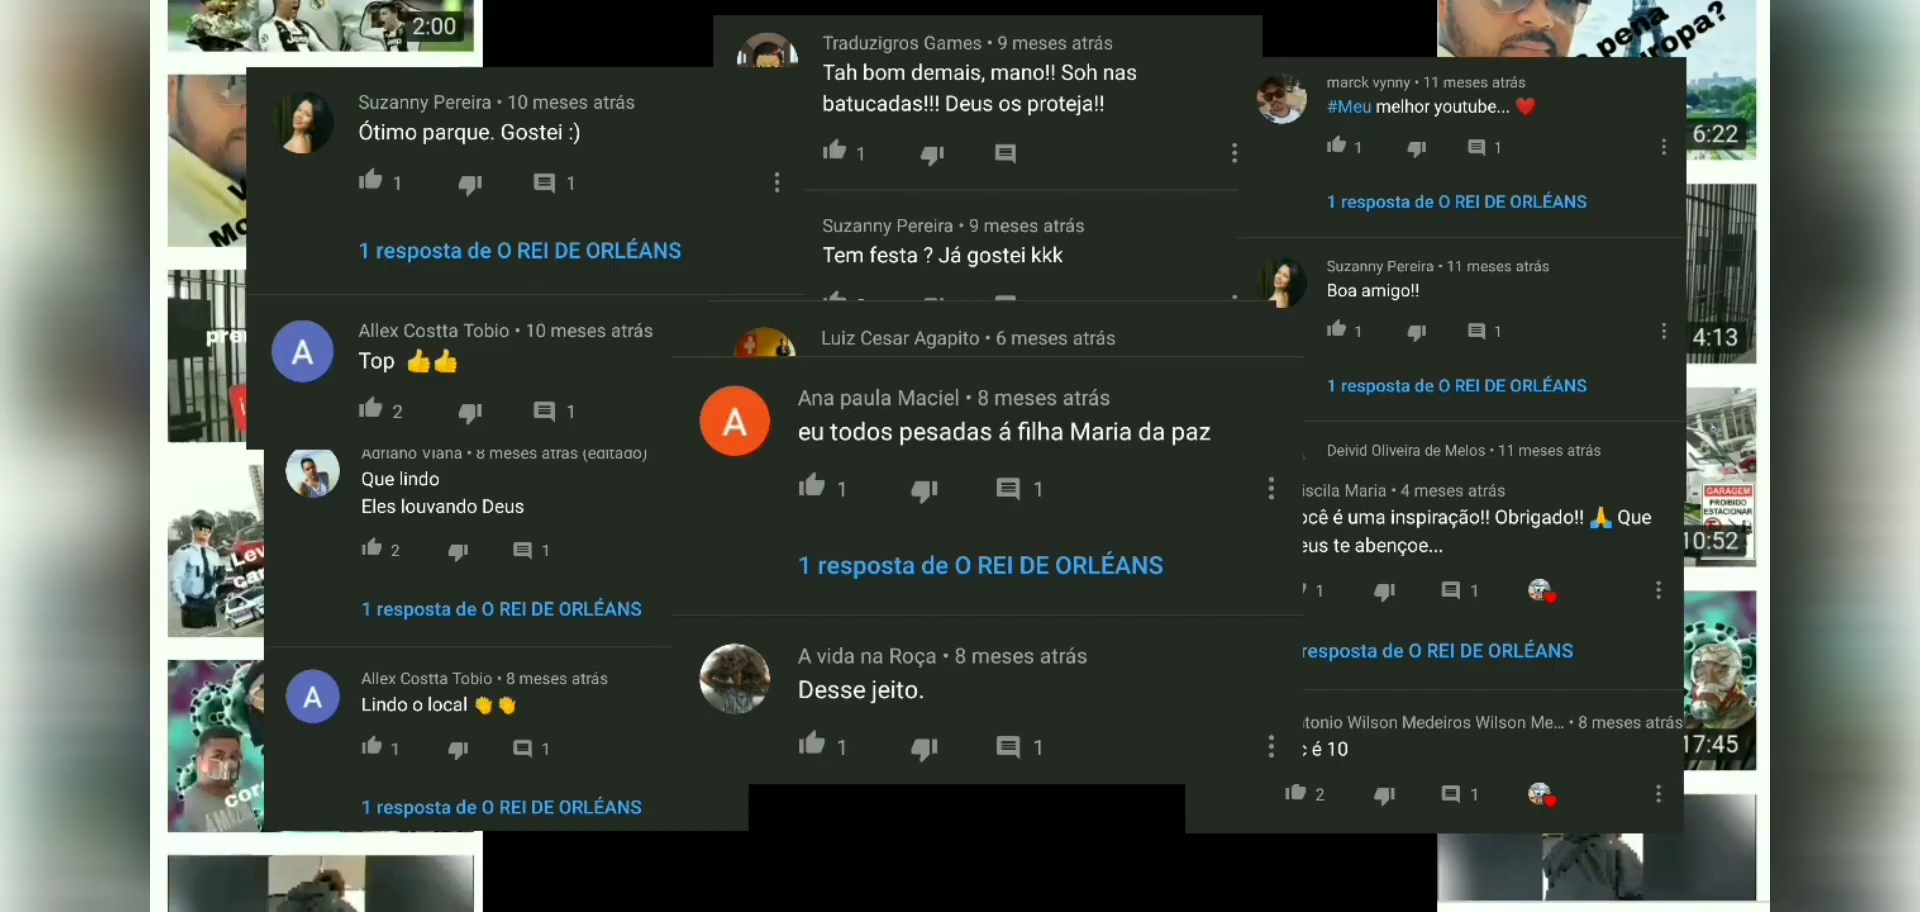 2:00
Suzanny Pereira • 10 meses atrás
Ótimo parque. Gostei :)
1
1
1 resposta de O REI DE ORLÉANS
Allex Costta Tobio • 10 meses atrás
Top 👍👍
2
1
Adriano Viana • 8 meses atrás (editado)
Que lindo
Eles louvando Deus
2
1
1 resposta de O REI DE ORLÉANS
Allex Costta Tobio • 8 meses atrás
Lindo o local 👏👏
1
1
1 resposta de O REI DE ORLÉANS
Traduzigros Games • 9 meses atrás
Tah bom demais, mano!! Soh nas
batucadas!!! Deus os proteja!!
1
Suzanny Pereira • 9 meses atrás
Tem festa ? Já gostei kkk
Luiz Cesar Agapito • 6 meses atrás
A
Ana paula Maciel • 8 meses atrás
eu todos pesadas á filha Maria da paz
1
1
1 resposta de O REI DE ORLÉANS
A vida na Roça • 8 meses atrás
Desse jeito.
1
1
marck vynny • 11 meses atrás
#Meu melhor youtube... ❤️
1
1
1 resposta de O REI DE ORLÉANS
Suzanny Pereira • 11 meses atrás
Boa amigo!!
1
1
1 resposta de O REI DE ORLÉANS
Deivid Oliveira de Melos • 11 meses atrás
iscila Maria • 4 meses atrás
ocê é uma inspiração!! Obrigado!! 🙏 Que
eus te abençoe...
1
1
resposta de O REI DE ORLÉANS
tonio Wilson Medeiros Wilson Me... • 8 meses atrás
é 10
2
1
pena
ropa?
6:22
4:13
GARAGEM
PROIBIDO
ESTACIONAR
10:52
17:45